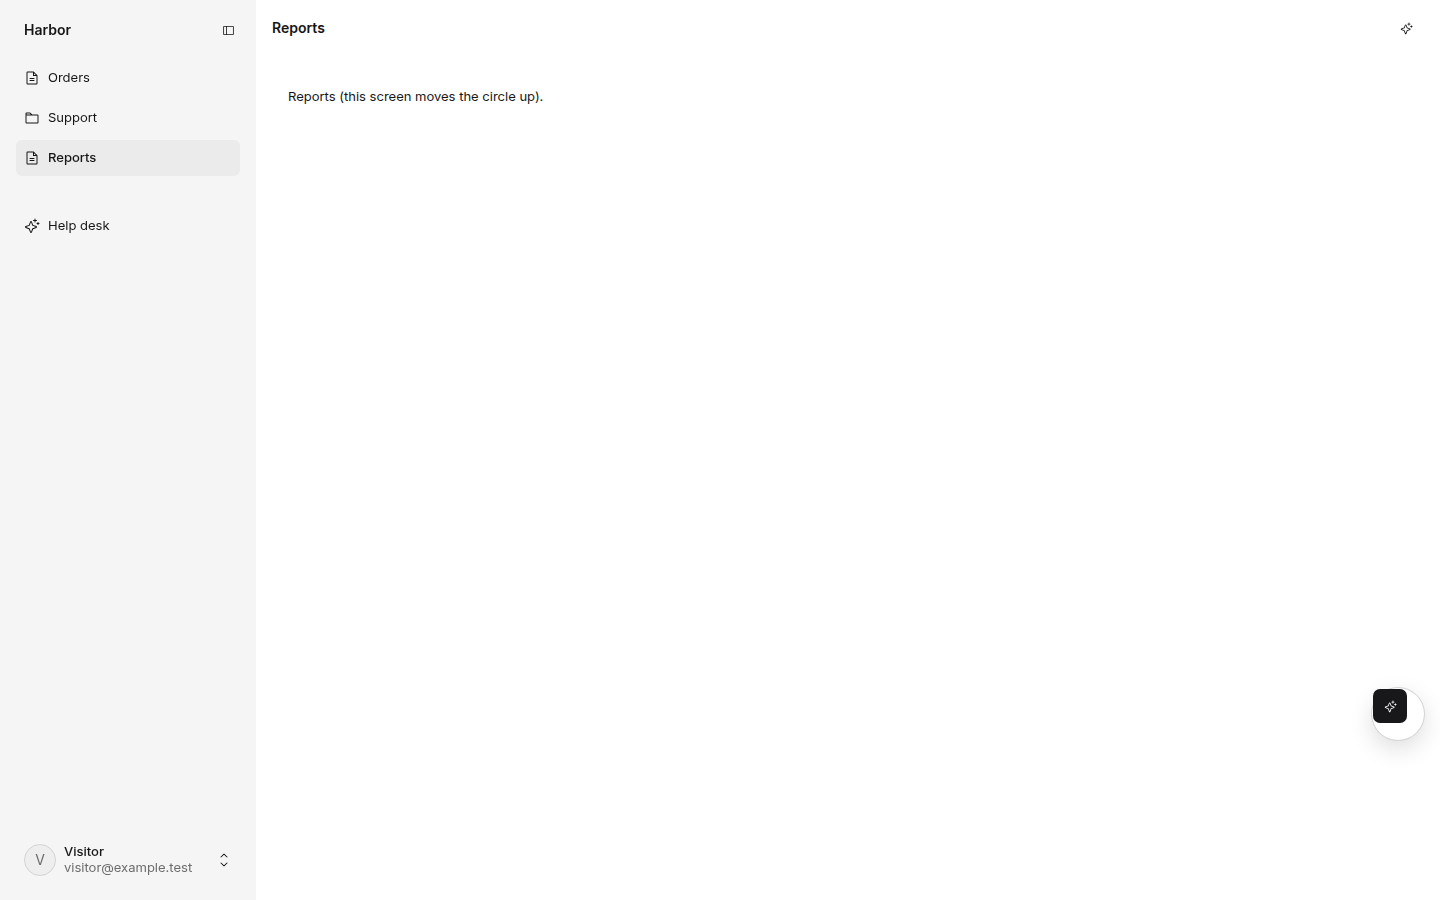 Harbor
Orders
Support
Reports
Help desk
V
Visitor
visitor@example.test
Reports
Reports (this screen moves the circle up).